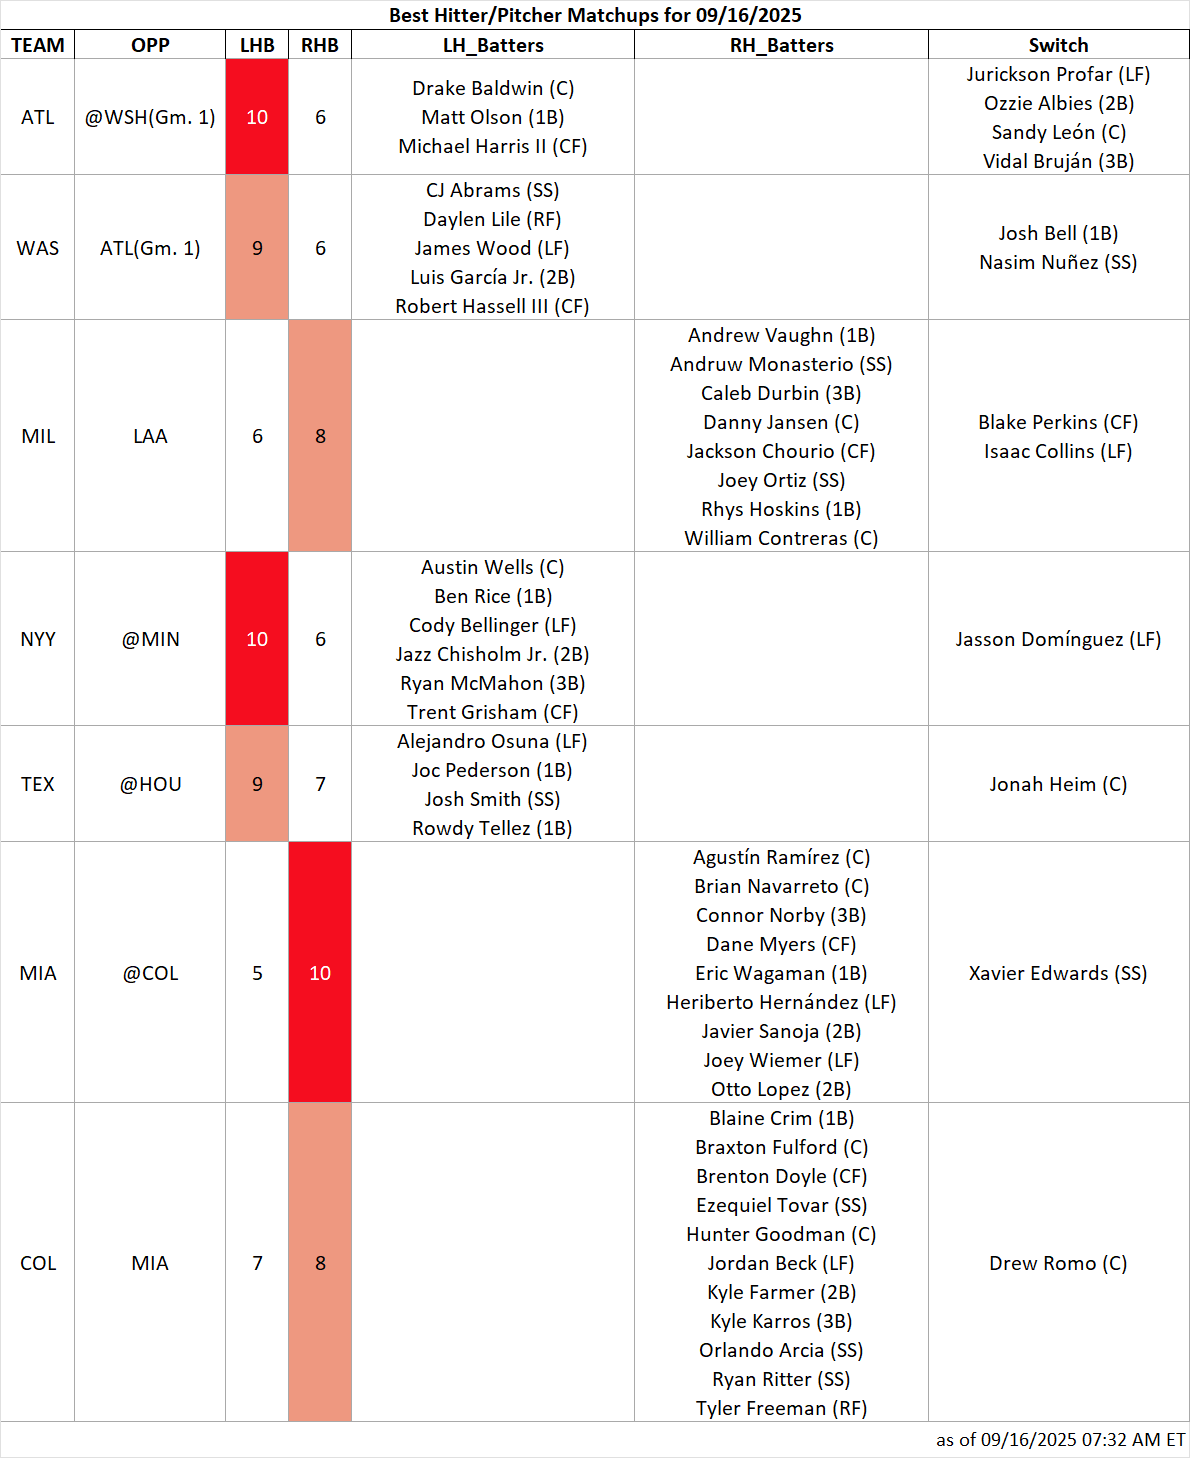 Best Hitter/Pitcher Matchups for 09/16/2025
TEAM OPP LHB RHB LH_Batters RH_Batters Switch
ATL @WSH(Gm. 1) 10 6
Drake Baldwin (C)
Matt Olson (1B)
Michael Harris II (CF)
Jurickson Profar (LF)
Ozzie Albies (2B)
Sandy León (C)
Vidal Bruján (3B)
WAS ATL(Gm. 1) 9 6
CJ Abrams (SS)
Daylen Lile (RF)
James Wood (LF)
Luis García Jr. (2B)
Robert Hassell III (CF)
Josh Bell (1B)
Nasim Nuñez (SS)
MIL LAA 6 8
Andrew Vaughn (1B)
Andruw Monasterio (SS)
Caleb Durbin (3B)
Danny Jansen (C)
Jackson Chourio (CF)
Joey Ortiz (SS)
Rhys Hoskins (1B)
William Contreras (C)
Blake Perkins (CF)
Isaac Collins (LF)
NYY @MIN 10 6
Austin Wells (C)
Ben Rice (1B)
Cody Bellinger (LF)
Jazz Chisholm Jr. (2B)
Ryan McMahon (3B)
Trent Grisham (CF)
Jasson Domínguez (LF)
TEX @HOU 9 7
Alejandro Osuna (LF)
Joc Pederson (1B)
Josh Smith (SS)
Rowdy Tellez (1B)
Jonah Heim (C)
MIA @COL 5 10
Agustín Ramírez (C)
Brian Navarreto (C)
Connor Norby (3B)
Dane Myers (CF)
Eric Wagaman (1B)
Heriberto Hernández (LF)
Javier Sanoja (2B)
Joey Wiemer (LF)
Otto Lopez (2B)
Xavier Edwards (SS)
COL MIA 7 8
Blaine Crim (1B)
Braxton Fulford (C)
Brenton Doyle (CF)
Ezequiel Tovar (SS)
Hunter Goodman (C)
Jordan Beck (LF)
Kyle Farmer (2B)
Kyle Karros (3B)
Orlando Arcia (SS)
Ryan Ritter (SS)
Tyler Freeman (RF)
Drew Romo (C)
as of 09/16/2025 07:32 AM ET